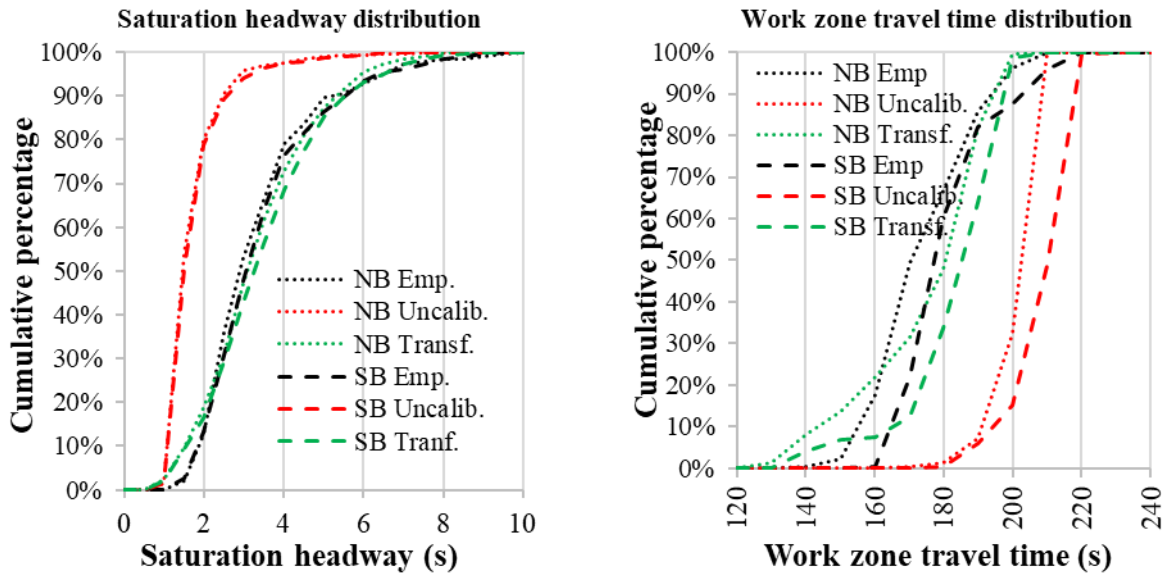 Saturation headway distribution
Cumulative percentage
100%
90%
80%
70%
60%
50%
40%
30%
20%
10%
0%
NB Emp.
NB Uncalib.
NB Transf.
SB Emp.
SB Uncalib.
SB Tranf.
0 2 4 6 8 10
Saturation headway (s)
Work zone travel time distribution
Cumulative percentage
100%
90%
80%
70%
60%
50%
40%
30%
20%
10%
0%
NB Emp
NB Uncalib.
NB Transf.
SB Emp
SB Uncalib.
SB Transf.
120 140 160 180 200 220 240
Work zone travel time (s)